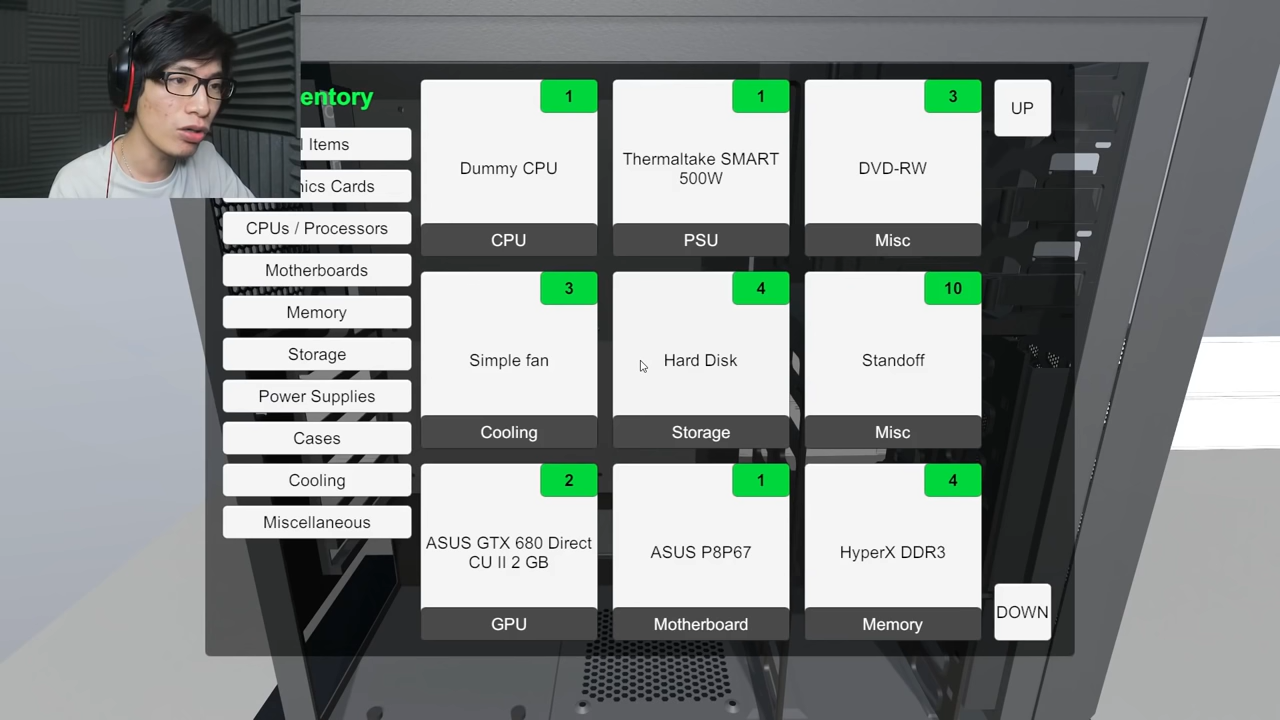 entory
Items
ics Cards
CPUs / Processors
Motherboards
Memory
Storage
Power Supplies
Cases
Cooling
Miscellaneous
1
Dummy CPU
CPU
1
Thermaltake SMART
500W
PSU
3
DVD-RW
Misc
3
Simple fan
Cooling
4
Hard Disk
Storage
10
Standoff
Misc
2
ASUS GTX 680 Direct
CU II 2 GB
GPU
1
ASUS P8P67
Motherboard
4
HyperX DDR3
Memory
UP
DOWN